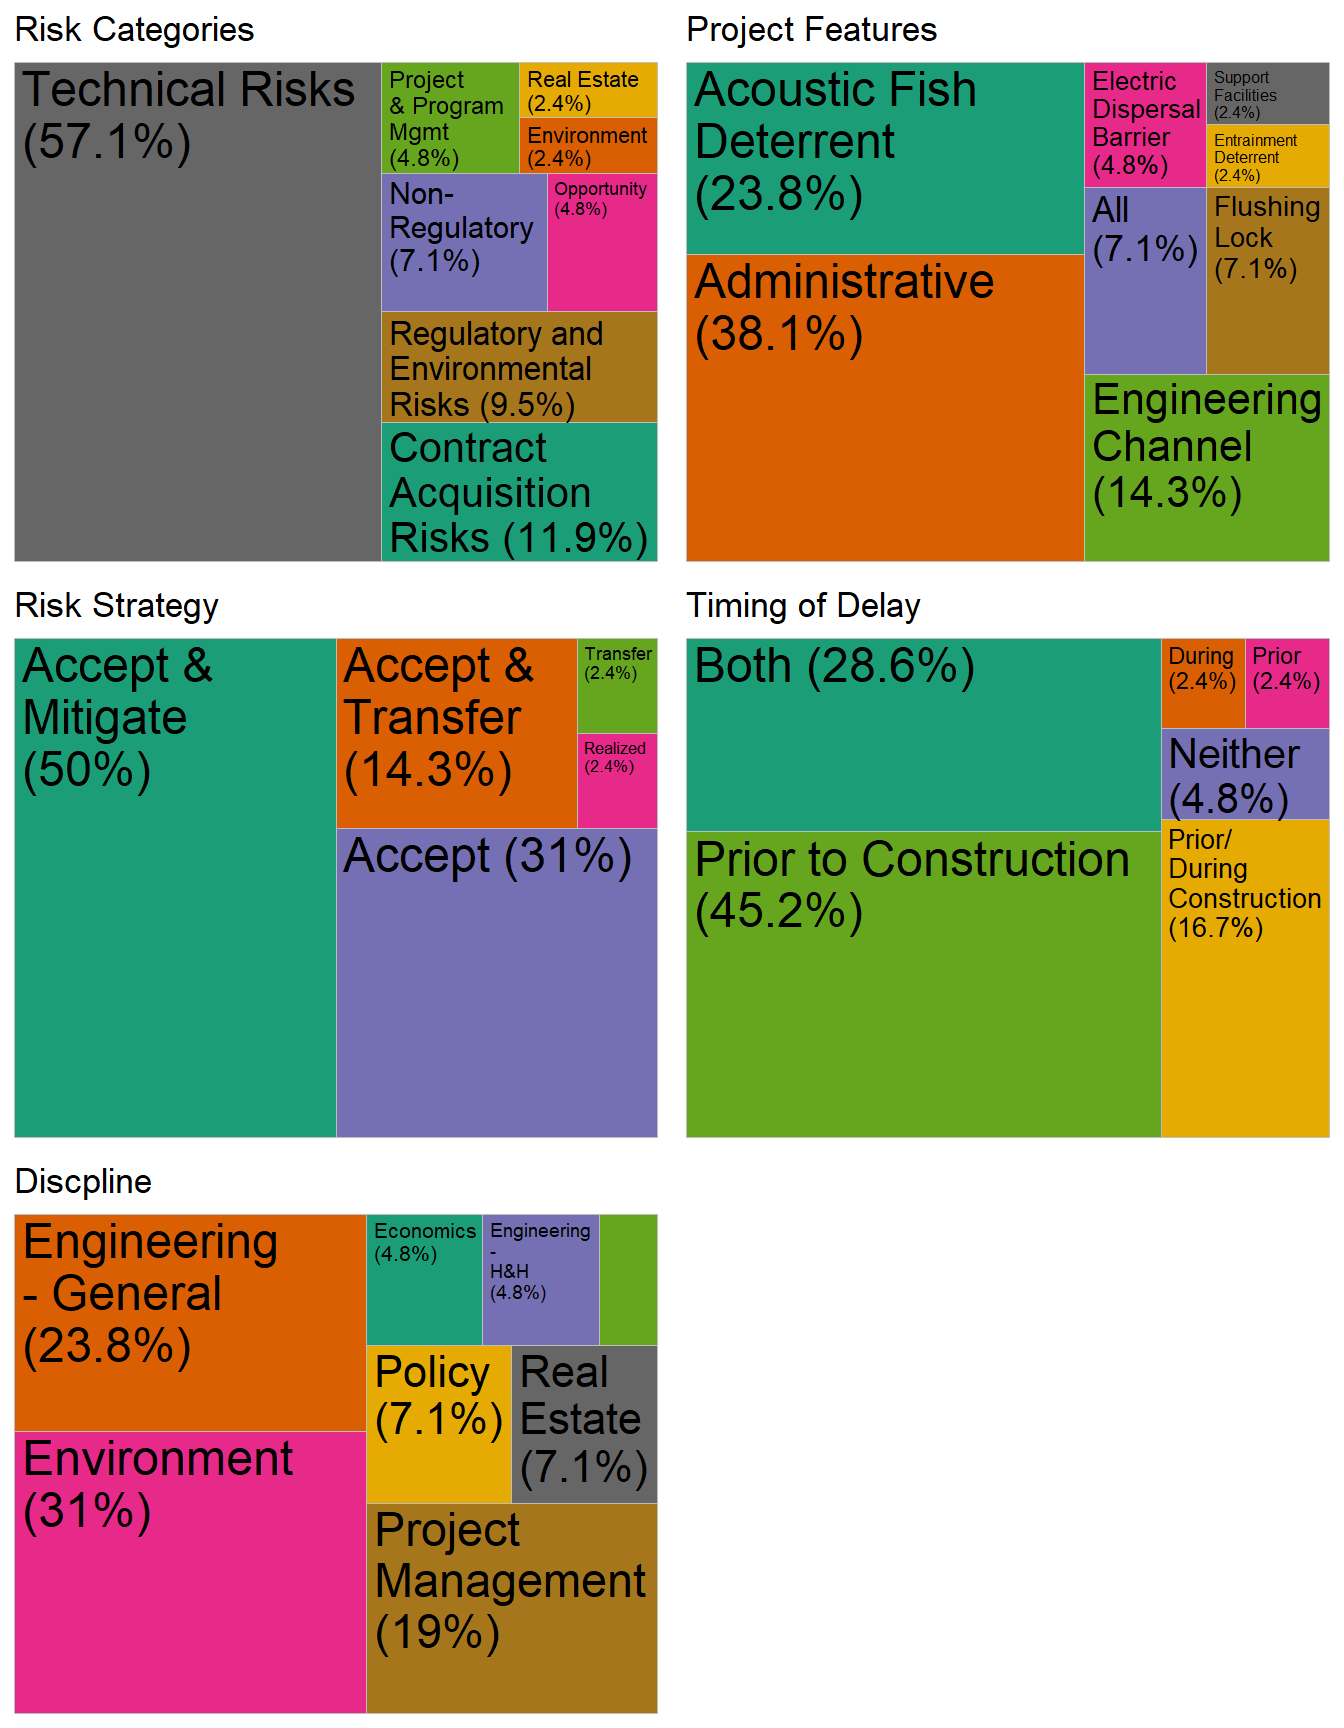 Risk Categories
Technical Risks
(57.1%)
Project
& Program
Mgmt
(4.8%)
Real Estate
(2.4%)
Environment
(2.4%)
Non-
Regulatory
(7.1%)
Opportunity
(4.8%)
Regulatory and
Environmental
Risks (9.5%)
Contract
Acquisition
Risks (11.9%)
Project Features
Acoustic Fish
Deterrent
(23.8%)
Administrative
(38.1%)
Electric
Dispersal
Barrier
(4.8%)
Support
Facilities
(2.4%)
Entrainment
Deterrent
(2.4%)
All
(7.1%)
Flushing
Lock
(7.1%)
Engineering
Channel
(14.3%)
Risk Strategy
Accept &
Mitigate
(50%)
Accept &
Transfer
(14.3%)
Transfer
(2.4%)
Realized
(2.4%)
Accept (31%)
Timing of Delay
Both (28.6%)
Prior to Construction
(45.2%)
During
(2.4%)
Prior
(2.4%)
Neither
(4.8%)
Prior/
During
Construction
(16.7%)
Discpline
Engineering
- General
(23.8%)
Environment
(31%)
Economics
(4.8%)
Engineering
-
H&H
(4.8%)
Policy
(7.1%)
Real
Estate
(7.1%)
Project
Management
(19%)